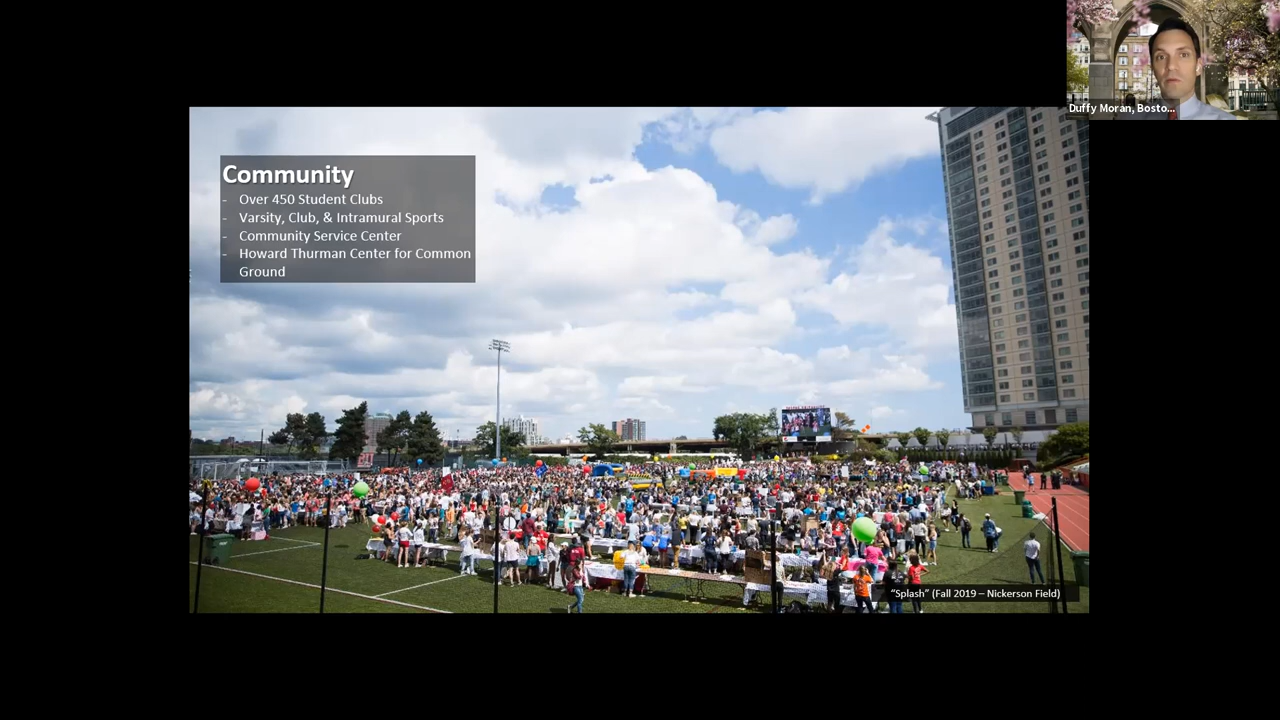 Duffy Moran, Bosto...
Community
- Over 450 Student Clubs
- Varsity, Club, & Intramural Sports
- Community Service Center
- Howard Thurman Center for Common
Ground
“Splash” (Fall 2019 – Nickerson Field)